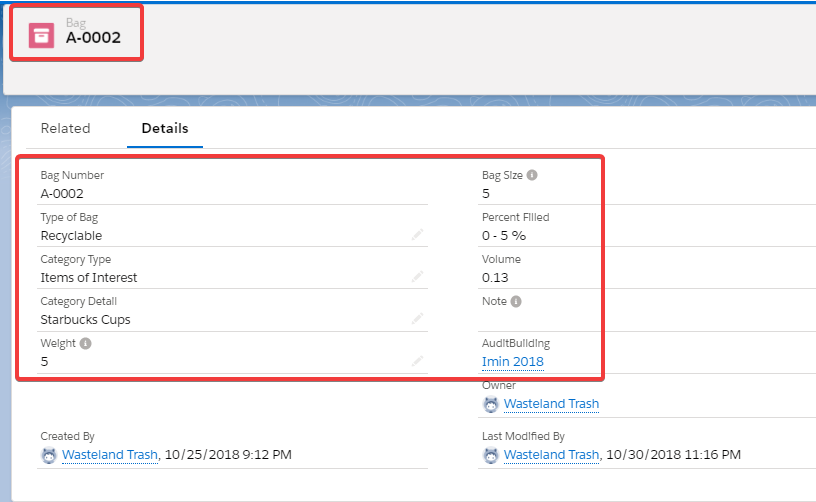 Bag
A-0002
Related Details
Bag Number
A-0002
Bag Size
5
Type of Bag
Recyclable
Percent Filled
0 - 5 %
Category Type
Items of Interest
Volume
0.13
Category Detail
Starbucks Cups
Note
Weight
5
AuditBuilding
Imin 2018
Owner
Wasteland Trash
Created By
Wasteland Trash, 10/25/2018 9:12 PM
Last Modified By
Wasteland Trash, 10/30/2018 11:16 PM